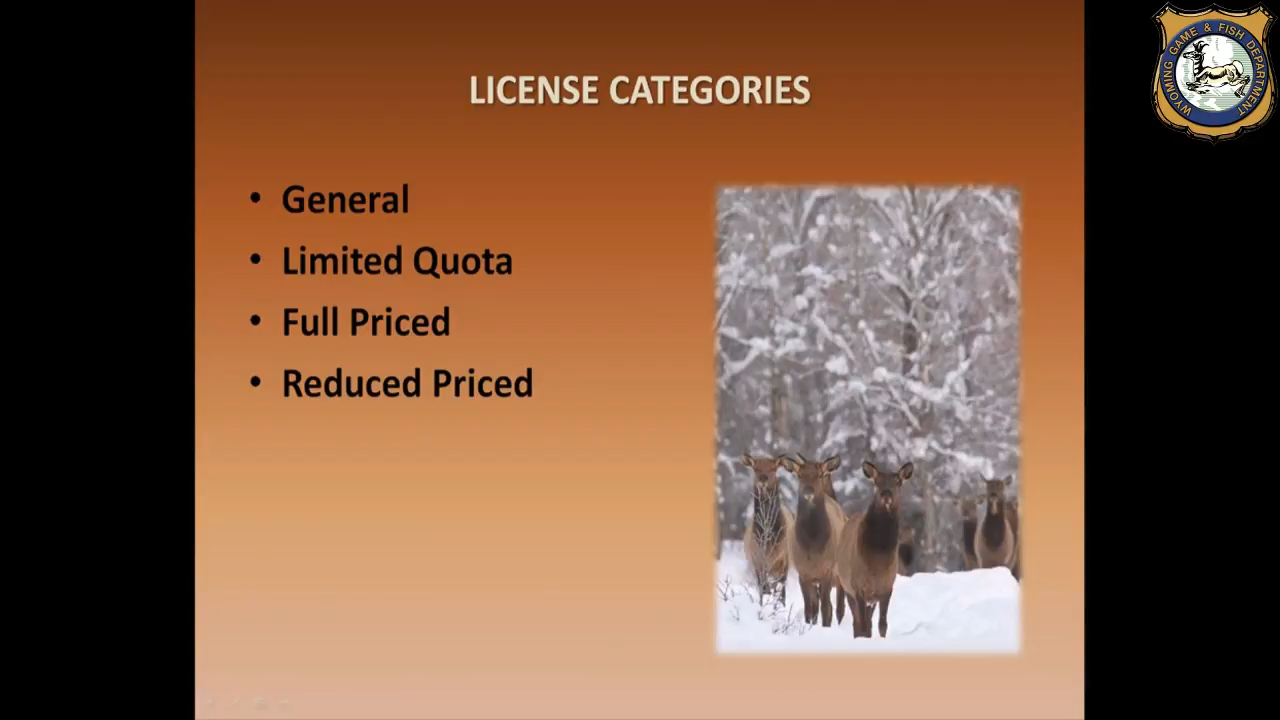 LICENSE CATEGORIES
• General
• Limited Quota
• Full Priced
• Reduced Priced
WYOMING GAME & FISH DEPARTMENT